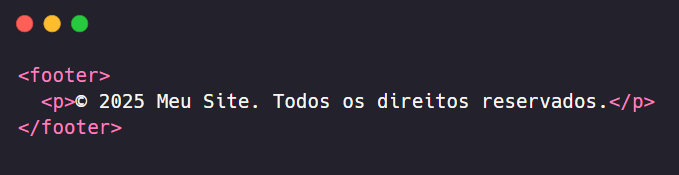 <footer>
  <p>© 2025 Meu Site. Todos os direitos reservados.</p>
</footer>